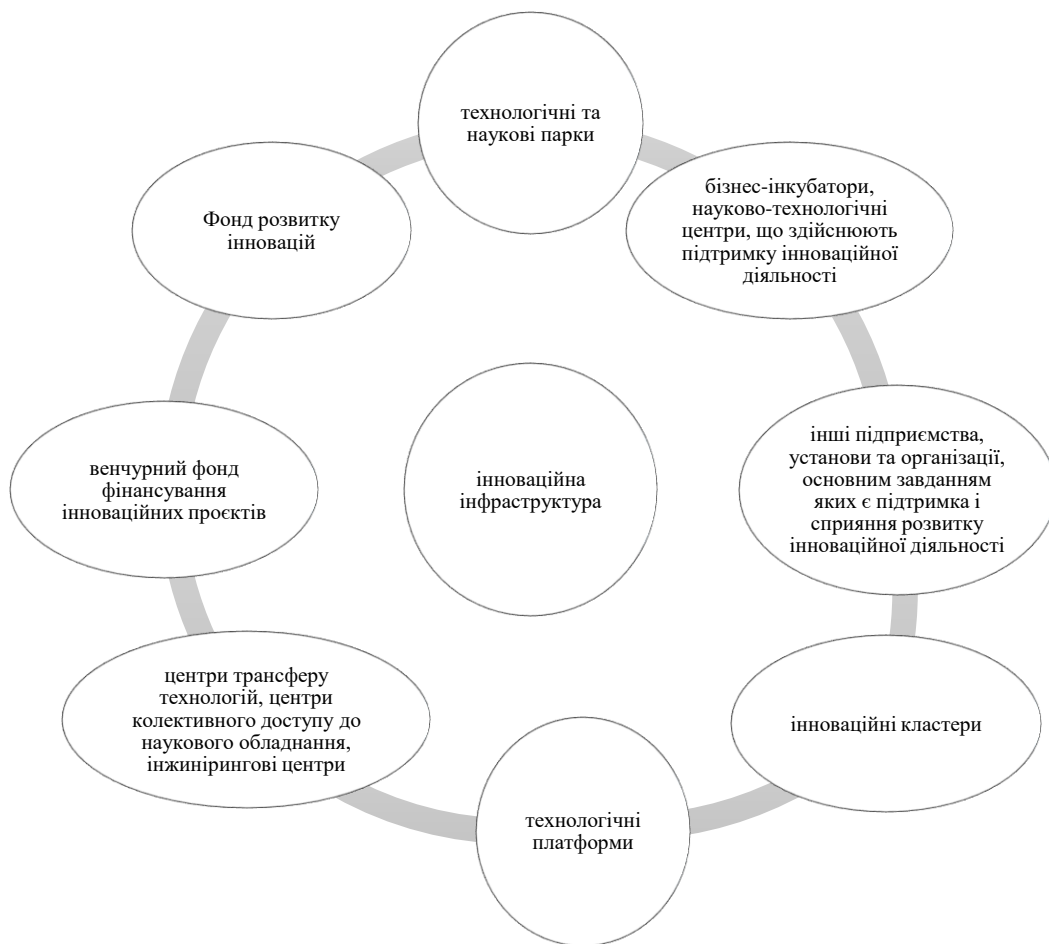 технологічні та
наукові парки
бізнес-інкубатори,
науково-технологічні
центри, що здійснюють
підтримку інноваційної
діяльності
інші підприємства,
установи та організації,
основним завданням
яких є підтримка і
сприяння розвитку
інноваційної діяльності
інноваційні кластери
технологічні
платформи
центри трансферу
технологій, центри
колективного доступу до
наукового обладнання,
інжинірингові центри
венчурний фонд
фінансування
інноваційних проєктів
Фонд розвитку
інновацій
інноваційна
інфраструктура